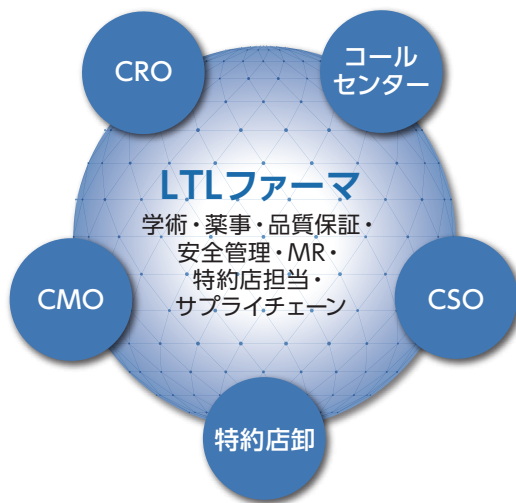 CRO
コール
センター
LTLファーマ
学術・薬事・品質保証・
安全管理・MR・
特約店担当・
サプライチェーン
CMO
CSO
特約店卸